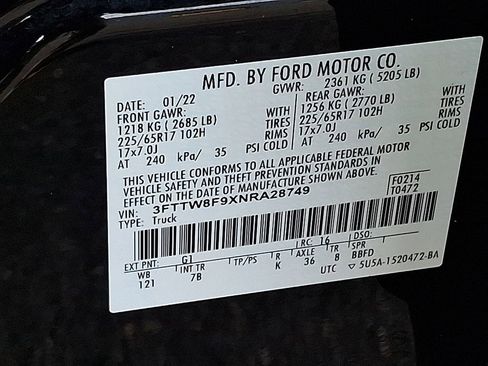 MFD. BY FORD MOTOR CO.
DATE: 01/22 GVWR: 2361 KG ( 5205 LB)
FRONT GAWR: WITH REAR GAWR: WITH
1218 KG ( 2685 LB) TIRES 1256 KG ( 2770 LB) TIRES
225/65R17 102H RIMS 225/65R17 102H RIMS
17x7.0J 17x7.0J
AT 240 kPa/ 35 PSI COLD AT 240 kPa/ 35 PSI COLD
THIS VEHICLE CONFORMS TO ALL APPLICABLE FEDERAL MOTOR
VEHICLE SAFETY AND THEFT PREVENTION STANDARDS IN
EFFECT ON THE DATE OF MANUFACTURE SHOWN ABOVE.
VIN: 3FTTW8F9XNRA28749 F0214
TYPE: Truck T0472
EXT PNT: G1 RC: 16 DSO:
WB INT TR TP/PS R AXLE TR SPR
121 7B K 36 8 BBFD
UTC ▽ 5U5A-1520472-BA